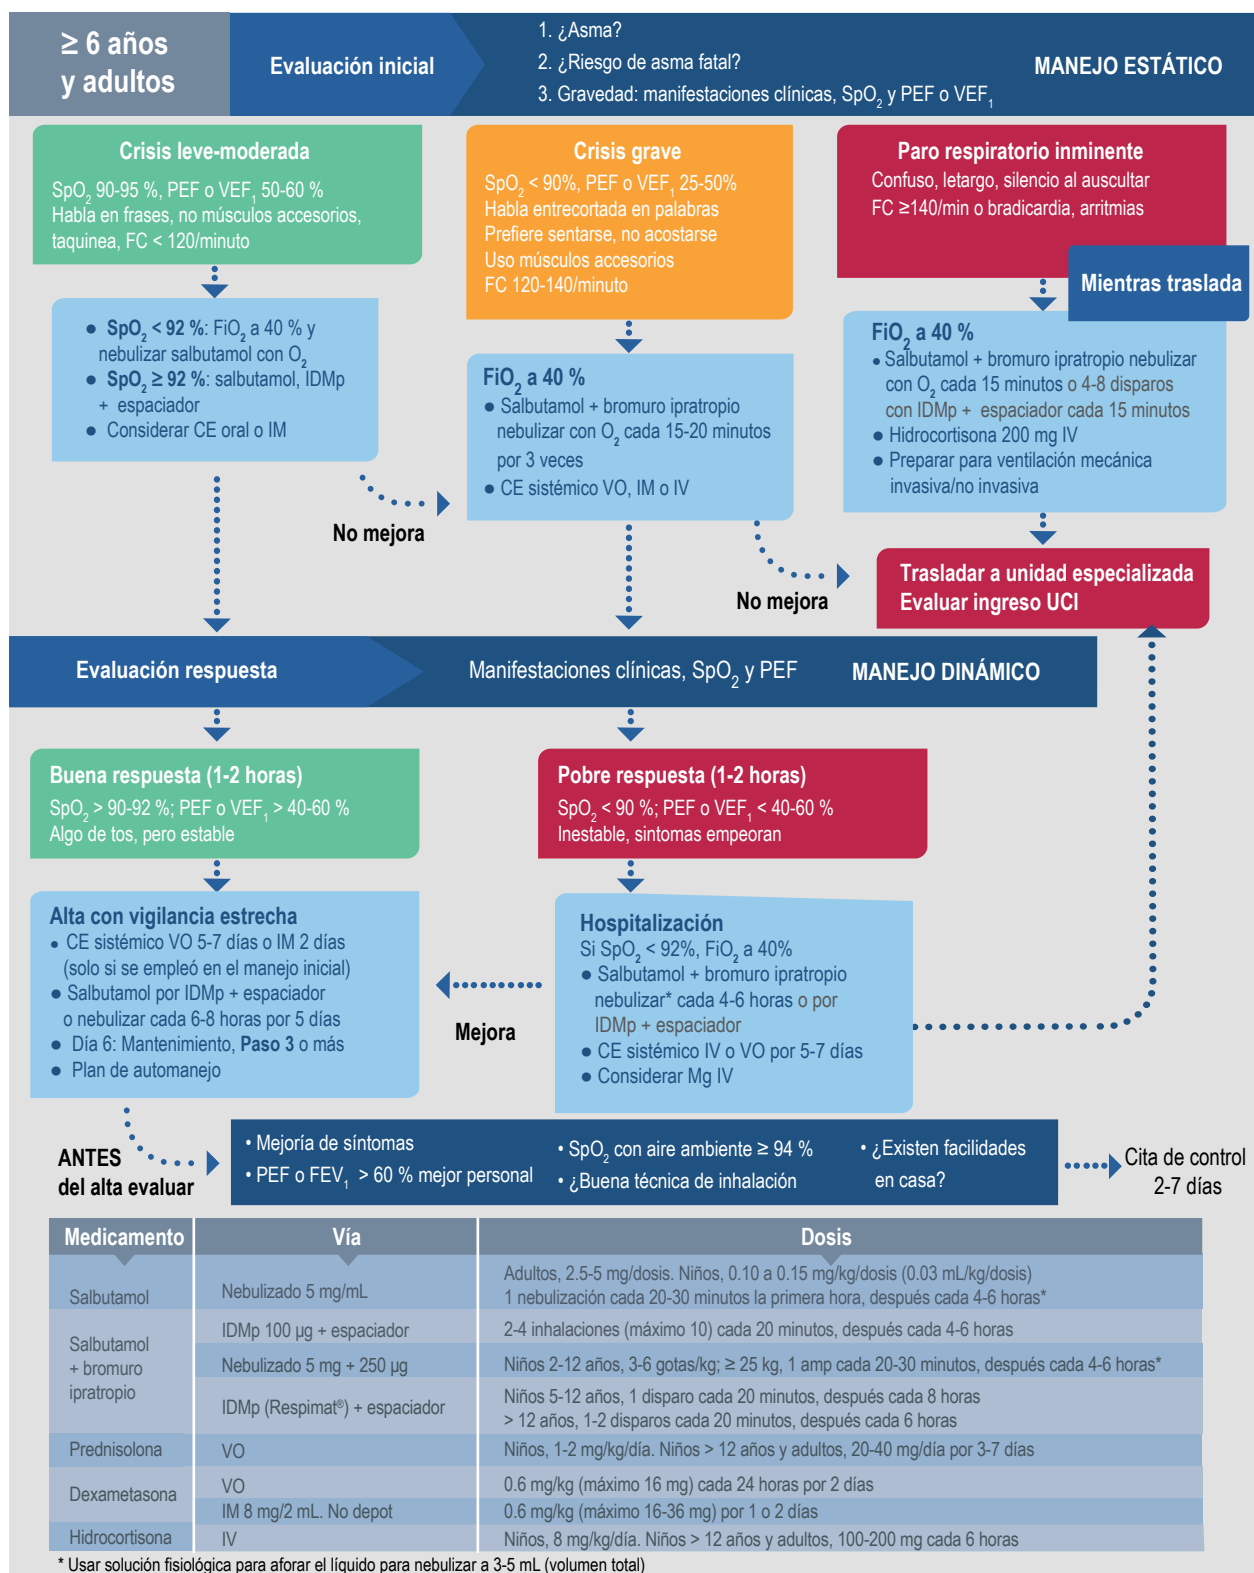 ≥ 6 años
y adultos
Evaluación inicial
1. ¿Asma?
2. ¿Riesgo de asma fatal?
3. Gravedad: manifestaciones clínicas, SpO2 y PEF o VEF1
MANEJO ESTÁTICO
Crisis leve-moderada
SpO2 90-95 %, PEF o VEF1 50-60 %
Habla en frases, no músculos accesorios,
taquinea, FC < 120/minuto
Crisis grave
SpO2 < 90%, PEF o VEF1 25-50%
Habla entrecortada en palabras
Prefiere sentarse, no acostarse
Uso músculos accesorios
FC 120-140/minuto
Paro respiratorio inminente
Confuso, letargo, silencio al auscultar
FC ≥140/min o bradicardia, arritmias
Mientras traslada
● SpO2 < 92 %: FiO2 a 40 % y
nebulizar salbutamol con O2
● SpO2 ≥ 92 %: salbutamol, IDMp
+ espaciador
● Considerar CE oral o IM
FiO2 a 40 %
● Salbutamol + bromuro ipratropio
nebulizar con O2 cada 15-20 minutos
por 3 veces
● CE sistémico VO, IM o IV
FiO2 a 40 %
● Salbutamol + bromuro ipratropio nebulizar
con O2 cada 15 minutos o 4-8 disparos
con IDMp + espaciador cada 15 minutos
● Hidrocortisona 200 mg IV
● Preparar para ventilación mecánica
invasiva/no invasiva
No mejora
No mejora
Trasladar a unidad especializada
Evaluar ingreso UCI
Evaluación respuesta
Manifestaciones clínicas, SpO2 y PEF
MANEJO DINÁMICO
Buena respuesta (1-2 horas)
SpO2 > 90-92 %; PEF o VEF1 > 40-60 %
Algo de tos, pero estable
Pobre respuesta (1-2 horas)
SpO2 < 90 %; PEF o VEF1 < 40-60 %
Inestable, sintomas empeoran
Alta con vigilancia estrecha
● CE sistémico VO 5-7 días o IM 2 días
(solo si se empleó en el manejo inicial)
● Salbutamol por IDMp + espaciador
o nebulizar cada 6-8 horas por 5 días
● Día 6: Mantenimiento, Paso 3 o más
● Plan de automanejo
Mejora
Hospitalización
Si SpO2 < 92%, FiO2 a 40%
● Salbutamol + bromuro ipratropio
nebulizar* cada 4-6 horas o por
IDMp + espaciador
● CE sistémico IV o VO por 5-7 días
● Considerar Mg IV
ANTES
del alta evaluar
• Mejoría de síntomas
• PEF o FEV1 > 60 % mejor personal
• SpO2 con aire ambiente ≥ 94 %
• ¿Buena técnica de inhalación
• ¿Existen facilidades
en casa?
Cita de control
2-7 días
Medicamento
Vía
Dosis
Salbutamol
Nebulizado 5 mg/mL
Adultos, 2.5-5 mg/dosis. Niños, 0.10 a 0.15 mg/kg/dosis (0.03 mL/kg/dosis)
1 nebulización cada 20-30 minutos la primera hora, después cada 4-6 horas*
IDMp 100 µg + espaciador
2-4 inhalaciones (máximo 10) cada 20 minutos, después cada 4-6 horas
Salbutamol
+ bromuro
ipratropio
Nebulizado 5 mg + 250 µg
Niños 2-12 años, 3-6 gotas/kg; ≥ 25 kg, 1 amp cada 20-30 minutos, después cada 4-6 horas*
IDMp (Respimat®) + espaciador
Niños 5-12 años, 1 disparo cada 20 minutos, después cada 8 horas
> 12 años, 1-2 disparos cada 20 minutos, después cada 6 horas
Prednisolona
VO
Niños, 1-2 mg/kg/día. Niños > 12 años y adultos, 20-40 mg/día por 3-7 días
Dexametasona
VO
0.6 mg/kg (máximo 16 mg) cada 24 horas por 2 días
IM 8 mg/2 mL. No depot
0.6 mg/kg (máximo 16-36 mg) por 1 o 2 días
Hidrocortisona
IV
Niños, 8 mg/kg/día. Niños > 12 años y adultos, 100-200 mg cada 6 horas
* Usar solución fisiológica para aforar el líquido para nebulizar a 3-5 mL (volumen total)